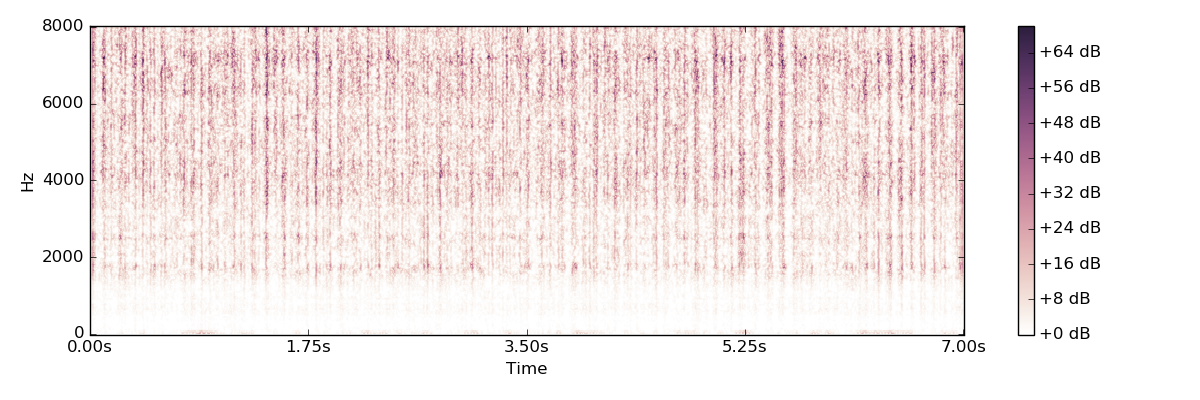 8000
6000
4000
2000
0
Hz
0.00s
1.75s
3.50s
5.25s
7.00s
Time
+64 dB
+56 dB
+48 dB
+40 dB
+32 dB
+24 dB
+16 dB
+8 dB
+0 dB